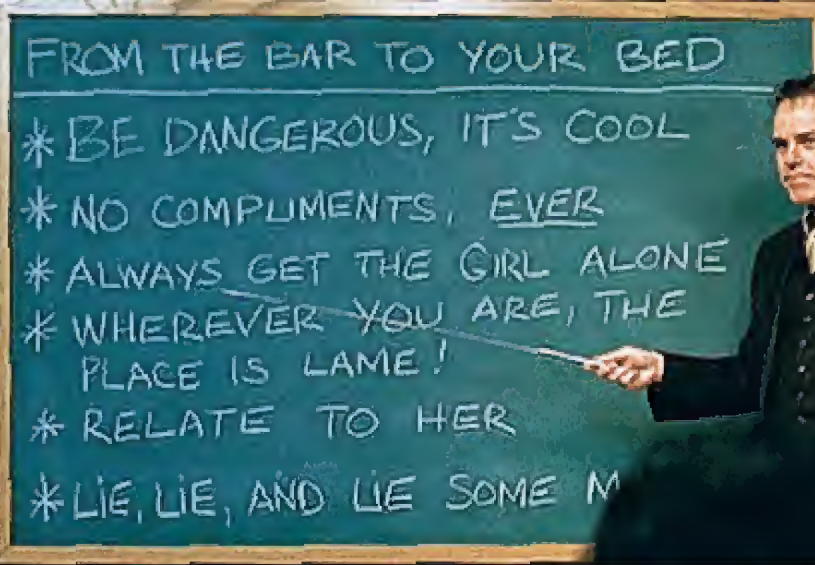 FROM THE BAR TO YOUR BED
* BE DANGEROUS, IT'S COOL
* NO COMPLIMENTS, EVER
* ALWAYS GET THE GIRL ALONE
* WHEREVER YOU ARE, THE
PLACE IS LAME!
* RELATE TO HER
* LIE, LIE, AND LIE SOME